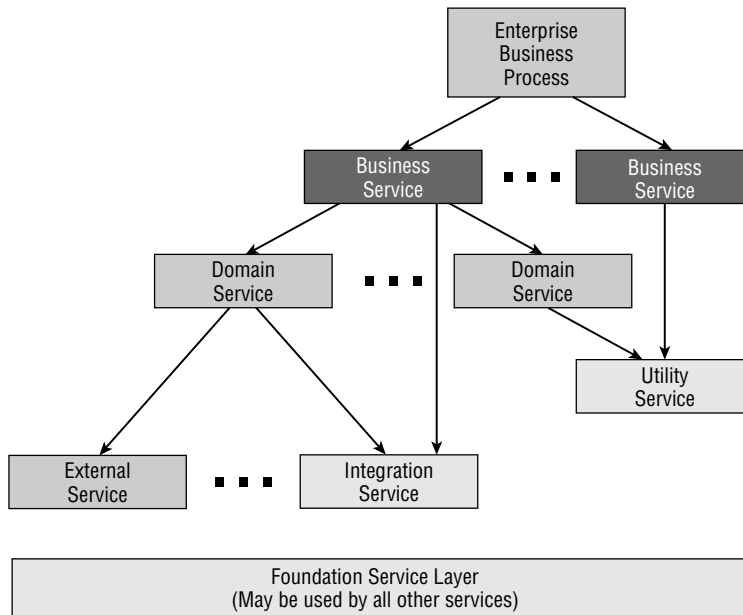 Enterprise
Business
Process
Business
Service
Business
Service
Domain
Service
Domain
Service
Utility
Service
External
Service
Integration
Service
Foundation Service Layer
(May be used by all other services)